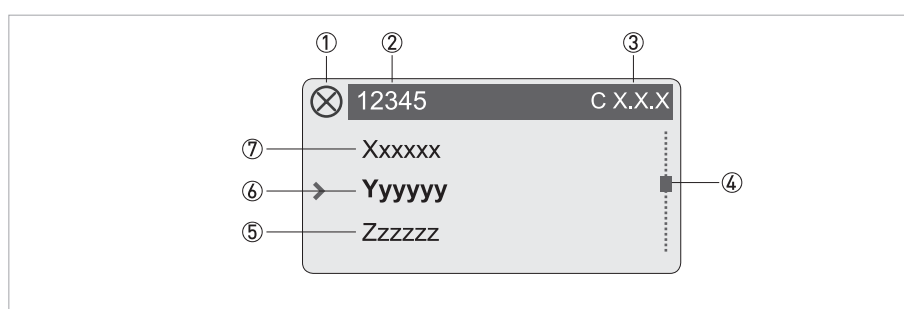 ① ② ③
12345 C X.X.X
⑦ Xxxxxx
⑥ Yyyyyy ④
⑤ Zzzzzz